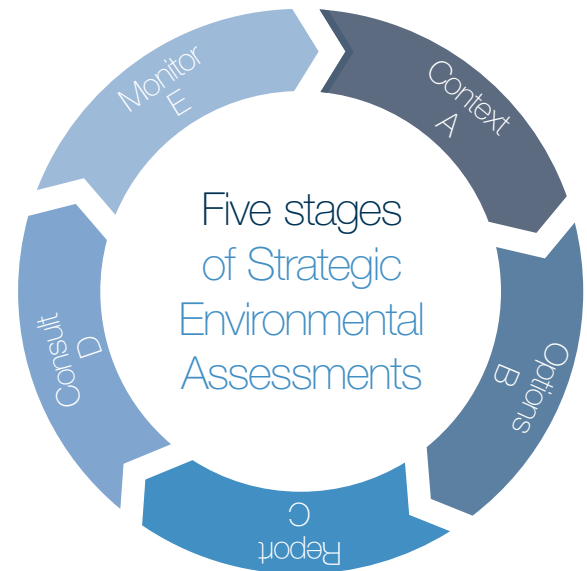 Five stages
of Strategic
Environmental
Assessments
Context
A
Options
B
Report
C
Consult
D
Monitor
E